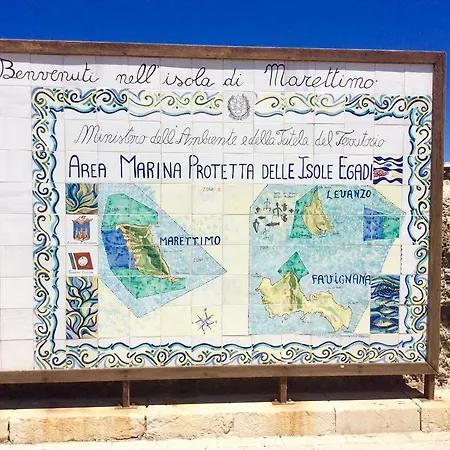 Benvenuti nell'isola di Marettimo
Ministero dell'Ambiente e della Tutela del Territorio
AREA MARINA PROTETTA DELLE ISOLE EGADI
LEVANZO
MARETTIMO
FAVIGNANA